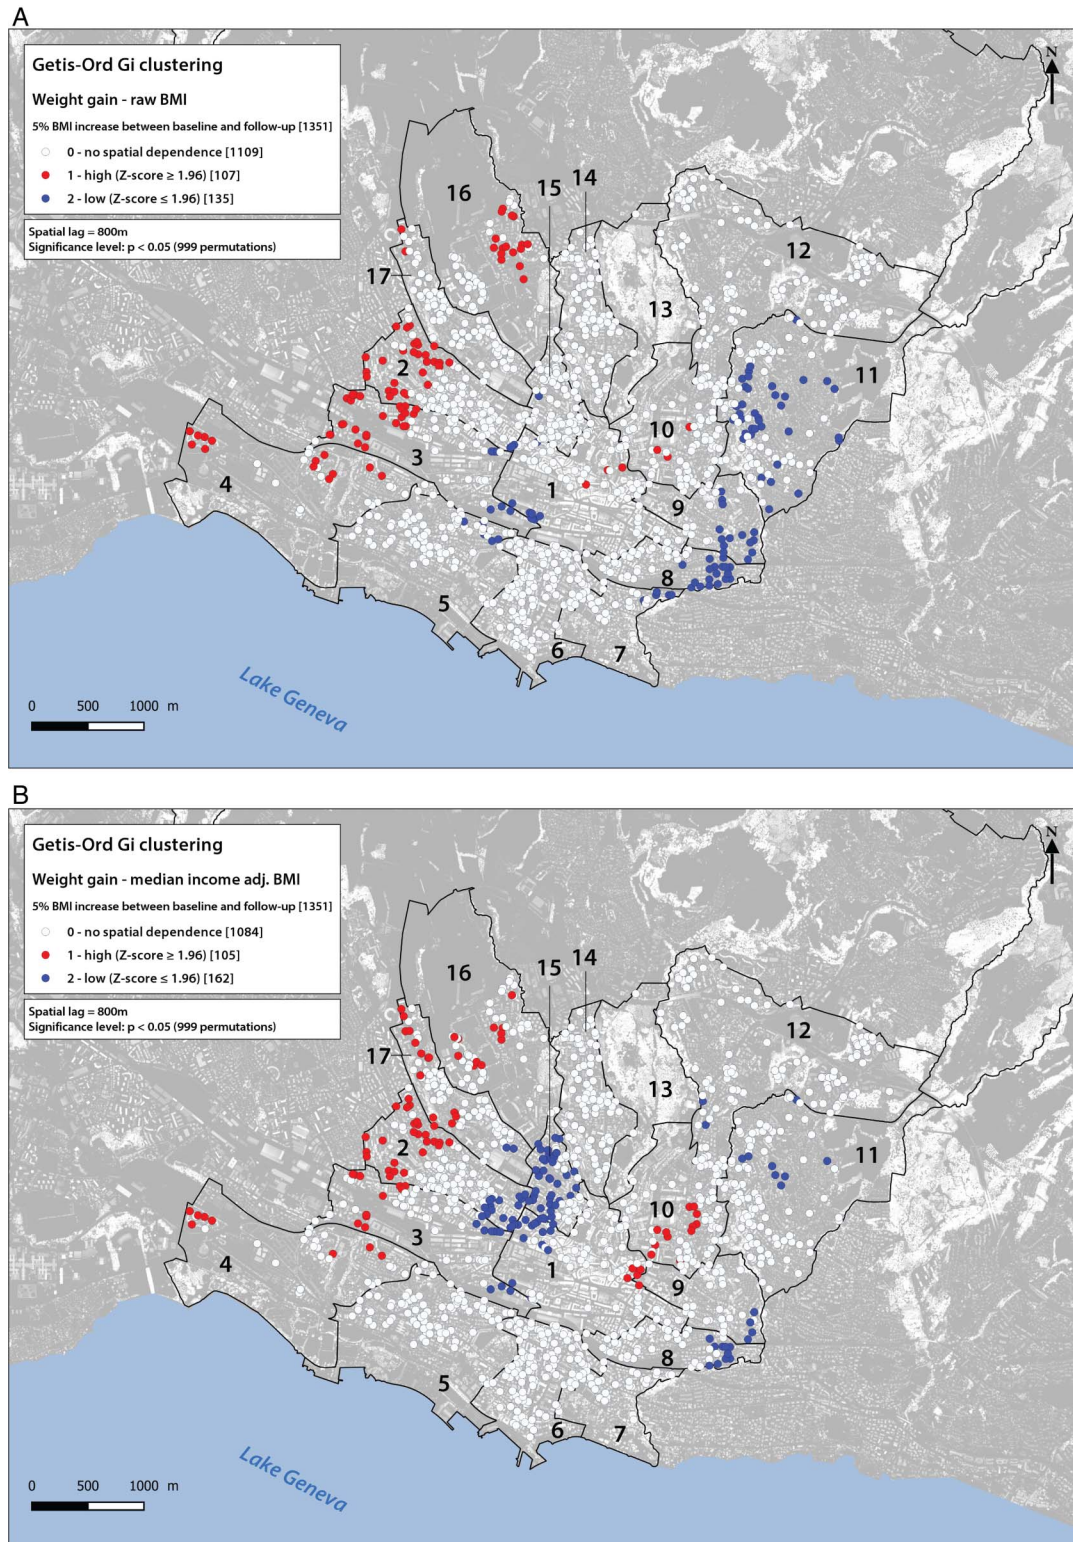 A
Getis-Ord Gi clustering
Weight gain - raw BMI
5% BMI increase between baseline and follow-up [1351]
0 - no spatial dependence [1109]
1 - high (Z-score ≥ 1.96) [107]
2 - low (Z-score ≤ 1.96) [135]
Spatial lag = 800m
Significance level: p < 0.05 (999 permutations)
N
16
15
14
12
17
13
2
11
10
3
4
1
9
8
5
6
7
Lake Geneva
0 500 1000 m
B
Getis-Ord Gi clustering
Weight gain - median income adj. BMI
5% BMI increase between baseline and follow-up [1351]
0 - no spatial dependence [1084]
1 - high (Z-score ≥ 1.96) [105]
2 - low (Z-score ≤ 1.96) [162]
Spatial lag = 800m
Significance level: p < 0.05 (999 permutations)
N
16
15
14
12
17
13
2
11
10
3
4
1
9
8
5
6
7
Lake Geneva
0 500 1000 m